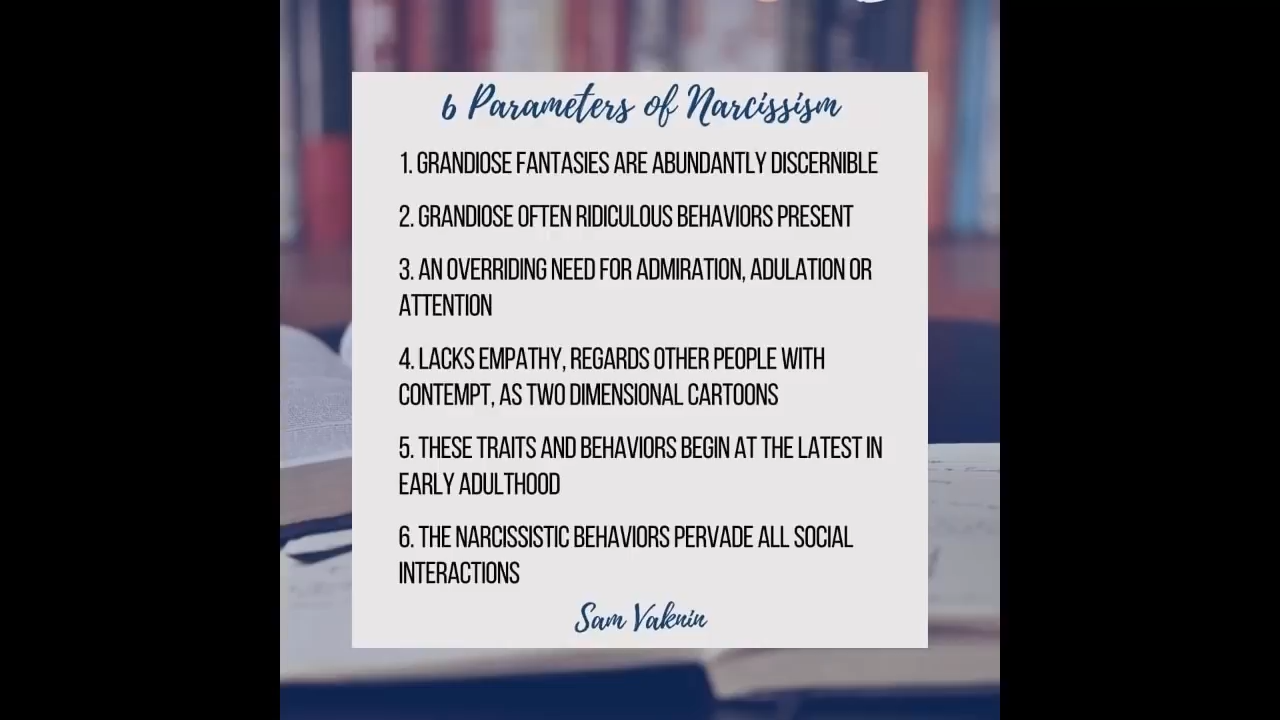 6 Parameters of Narcissism
1. GRANDIOSE FANTASIES ARE ABUNDANTLY DISCERNIBLE
2. GRANDIOSE OFTEN RIDICULOUS BEHAVIORS PRESENT
3. AN OVERRIDING NEED FOR ADMIRATION, ADULATION OR
ATTENTION
4. LACKS EMPATHY, REGARDS OTHER PEOPLE WITH
CONTEMPT, AS TWO DIMENSIONAL CARTOONS
5. THESE TRAITS AND BEHAVIORS BEGIN AT THE LATEST IN
EARLY ADULTHOOD
6. THE NARCISSISTIC BEHAVIORS PERVADE ALL SOCIAL
INTERACTIONS
Sam Vaknin